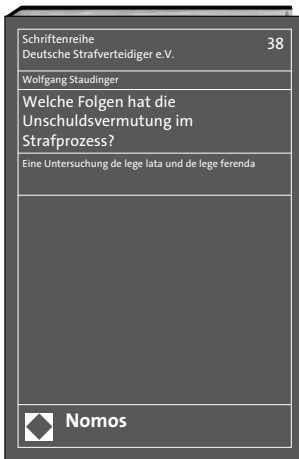 Schriftenreihe
Deutsche Strafverteidiger e.V.
38
Wolfgang Staudinger
Welche Folgen hat die
Unschuldsvermutung im
Strafprozess?
Eine Untersuchung de lege lata und de lege ferenda
Nomos